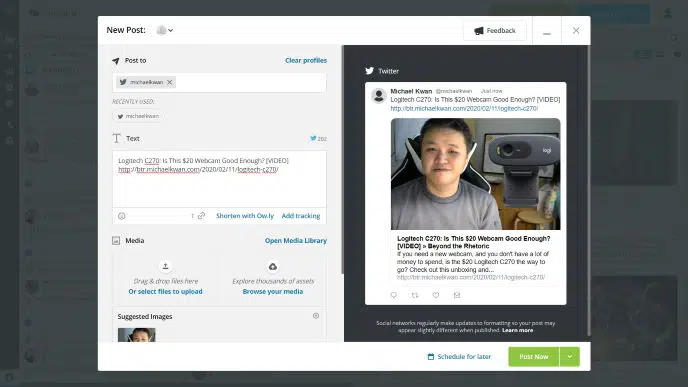 New Post:
Feedback
Post to
Clear profiles
michaelkwan
RECENTLY USED:
michaelkwan
Text
202
Logitech C270: Is This $20 Webcam Good Enough? [VIDEO]
http://btr.michaelkwan.com/2020/02/11/logitech-c270/
1
Shorten with Ow.ly
Add tracking
Media
Open Media Library
Drag & drop files here
Or select files to upload
Explore thousands of assets
Browse your media
Suggested Images
Twitter
Michael Kwan @michaelkwan · Just now
Logitech C270: Is This $20 Webcam Good Enough? [VIDEO]
http://btr.michaelkwan.com/2020/02/11/logitech-c270/
logi
Logitech C270: Is This $20 Webcam Good Enough?
[VIDEO] » Beyond the Rhetoric
If you need a new webcam, and you don't have a lot of
money to spend, is the $20 Logitech C270 the way to
go? Check out this unboxing and...
http://btr.michaelkwan.com/2020/02/11/logitech-c270/
Social networks regularly make updates to formatting so your post may
appear slightly different when published. Learn more
Schedule for later
Post Now